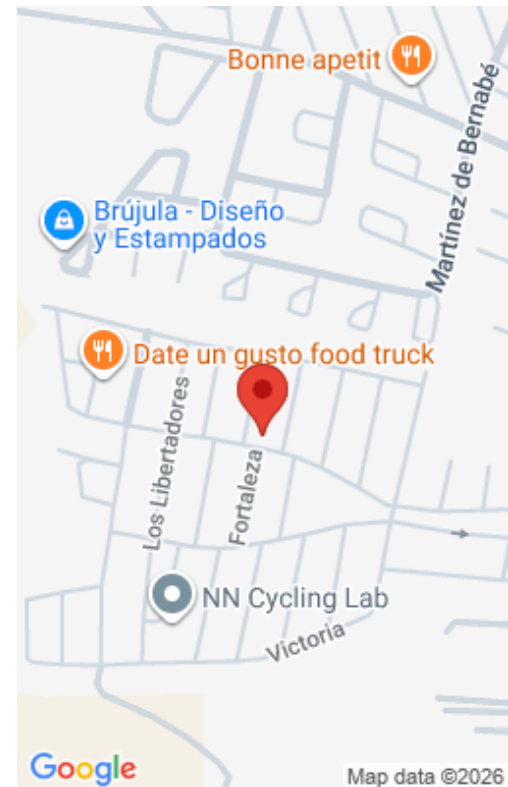 Bonne apetit
Martínez de Bernabé
Brújula - Diseño
y Estampados
Date un gusto food truck
Los Libertadores
Fortaleza
NN Cycling Lab
Victoria
Google
Map data ©2026